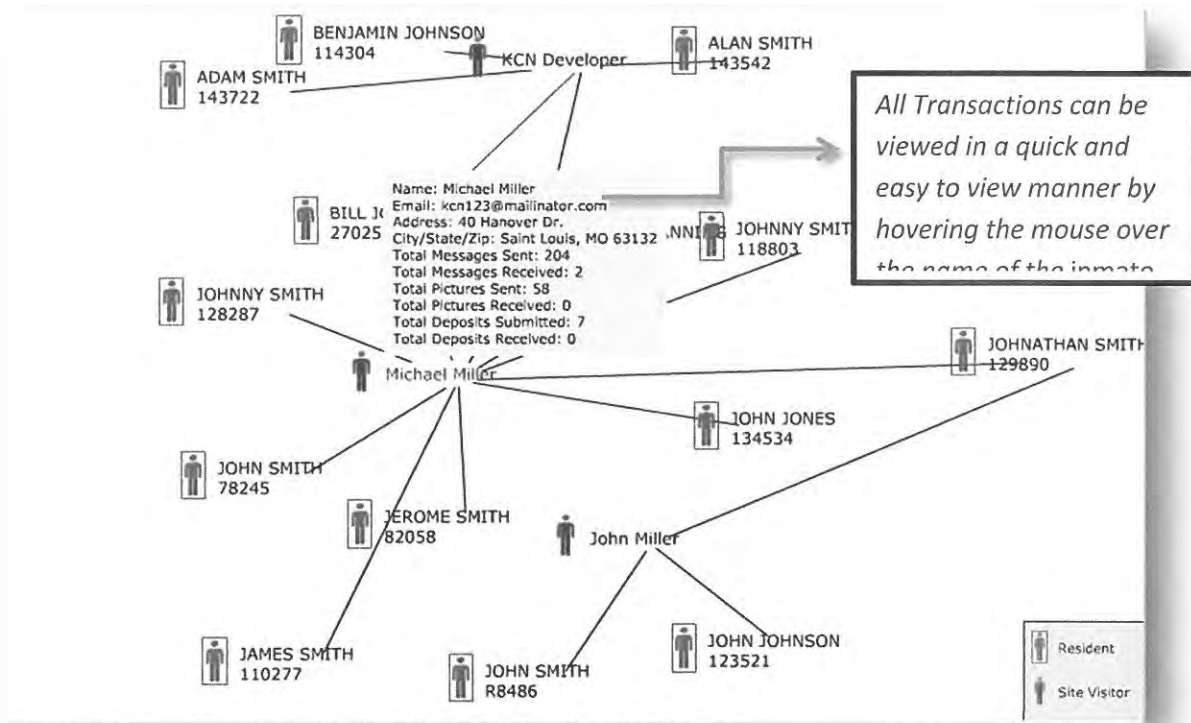 BENJAMIN JOHNSON
114304
KCN Developer
ALAN SMITH
143542
ADAM SMITH
143722
All Transactions can be
viewed in a quick and
easy to view manner by
hovering the mouse over
the name of the inmate
Name: Michael Miller
Email: kcn123@mailinator.com
Address: 40 Hanover Dr.
City/State/Zip: Saint Louis, MO 63132
Total Messages Sent: 204
Total Messages Received: 2
Total Pictures Sent: 58
Total Pictures Received: 0
Total Deposits Submitted: 7
Total Deposits Received: 0
BILL
27025
JOHNNY SMIT
118803
JOHNNY SMITH
128287
JOHNATHAN SMITH
129890
Michael Miller
JOHN JONES
134534
JOHN SMITH
78245
JEROME SMITH
82058
John Miller
JAMES SMITH
110277
JOHN SMITH
R8486
JOHN JOHNSON
123521
Resident
Site Visitor